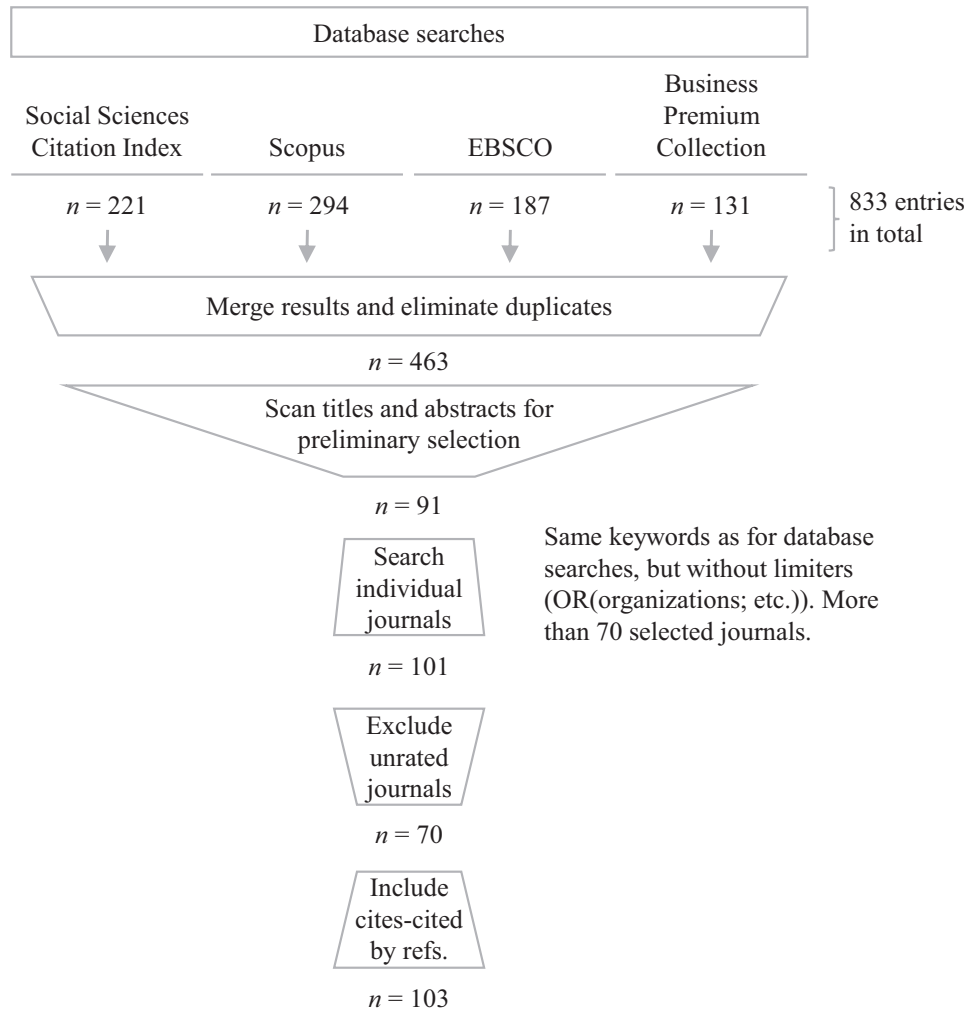 Database searches
Social Sciences
Citation Index
Scopus
EBSCO
Business
Premium
Collection
n = 221
n = 294
n = 187
n = 131
833 entries
in total
Merge results and eliminate duplicates
n = 463
Scan titles and abstracts for
preliminary selection
n = 91
Search
individual
journals
Same keywords as for database
searches, but without limiters
(OR(organizations; etc.)). More
than 70 selected journals.
n = 101
Exclude
unrated
journals
n = 70
Include
cites-cited
by refs.
n = 103